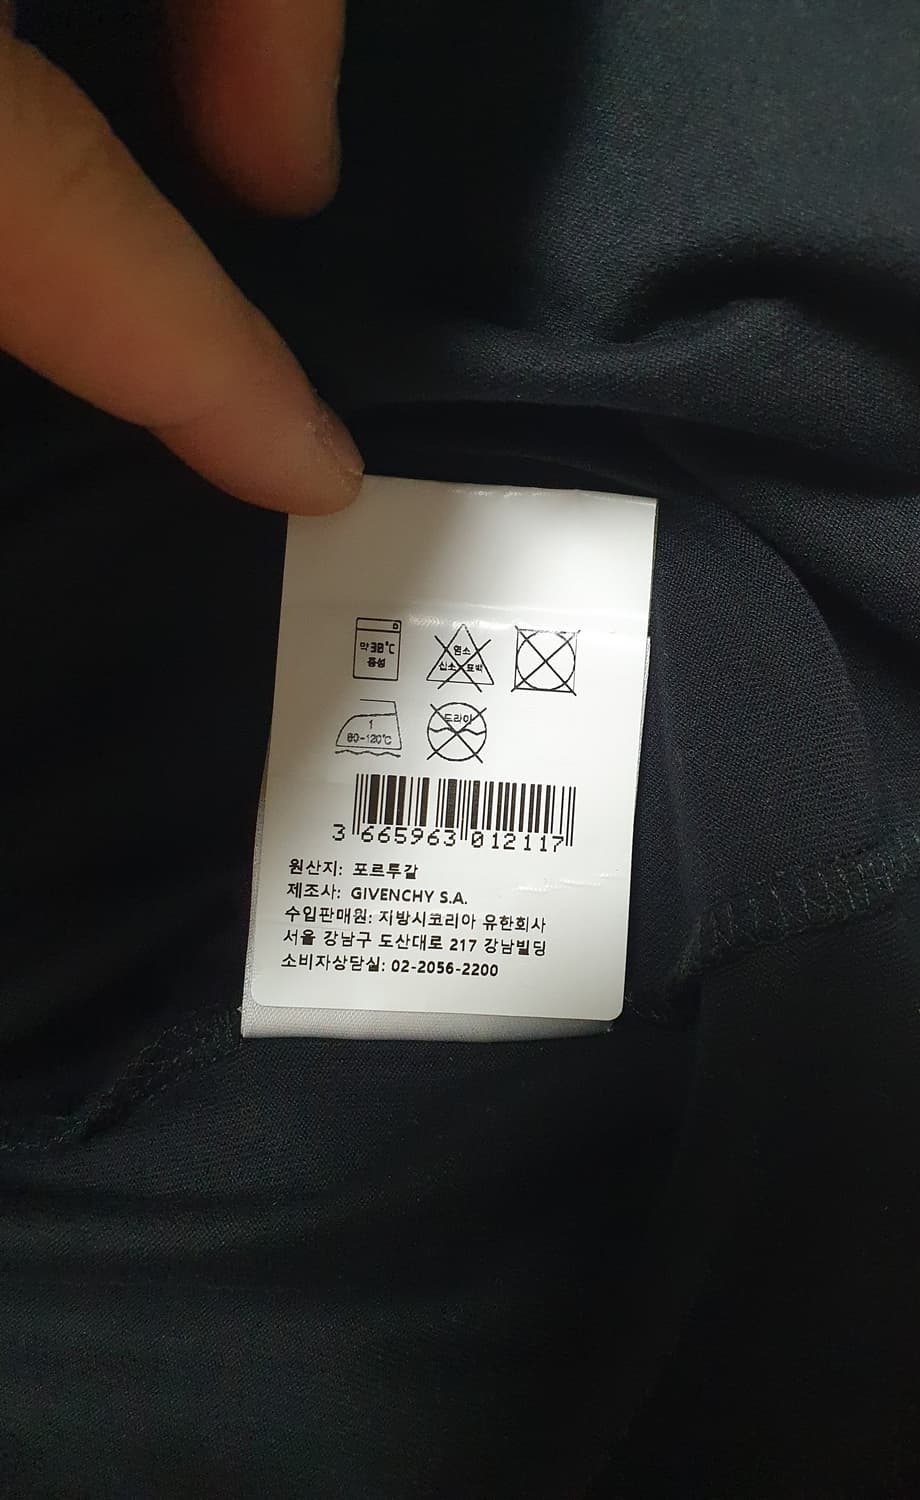 약30℃
중성
염소
산소 표백
1
80~120℃
드라이
3 665963 012117
원산지: 포르투갈
제조사: GIVENCHY S.A.
수입판매원: 지방시코리아 유한회사
서울 강남구 도산대로 217 강남빌딩
소비자상담실: 02-2056-2200